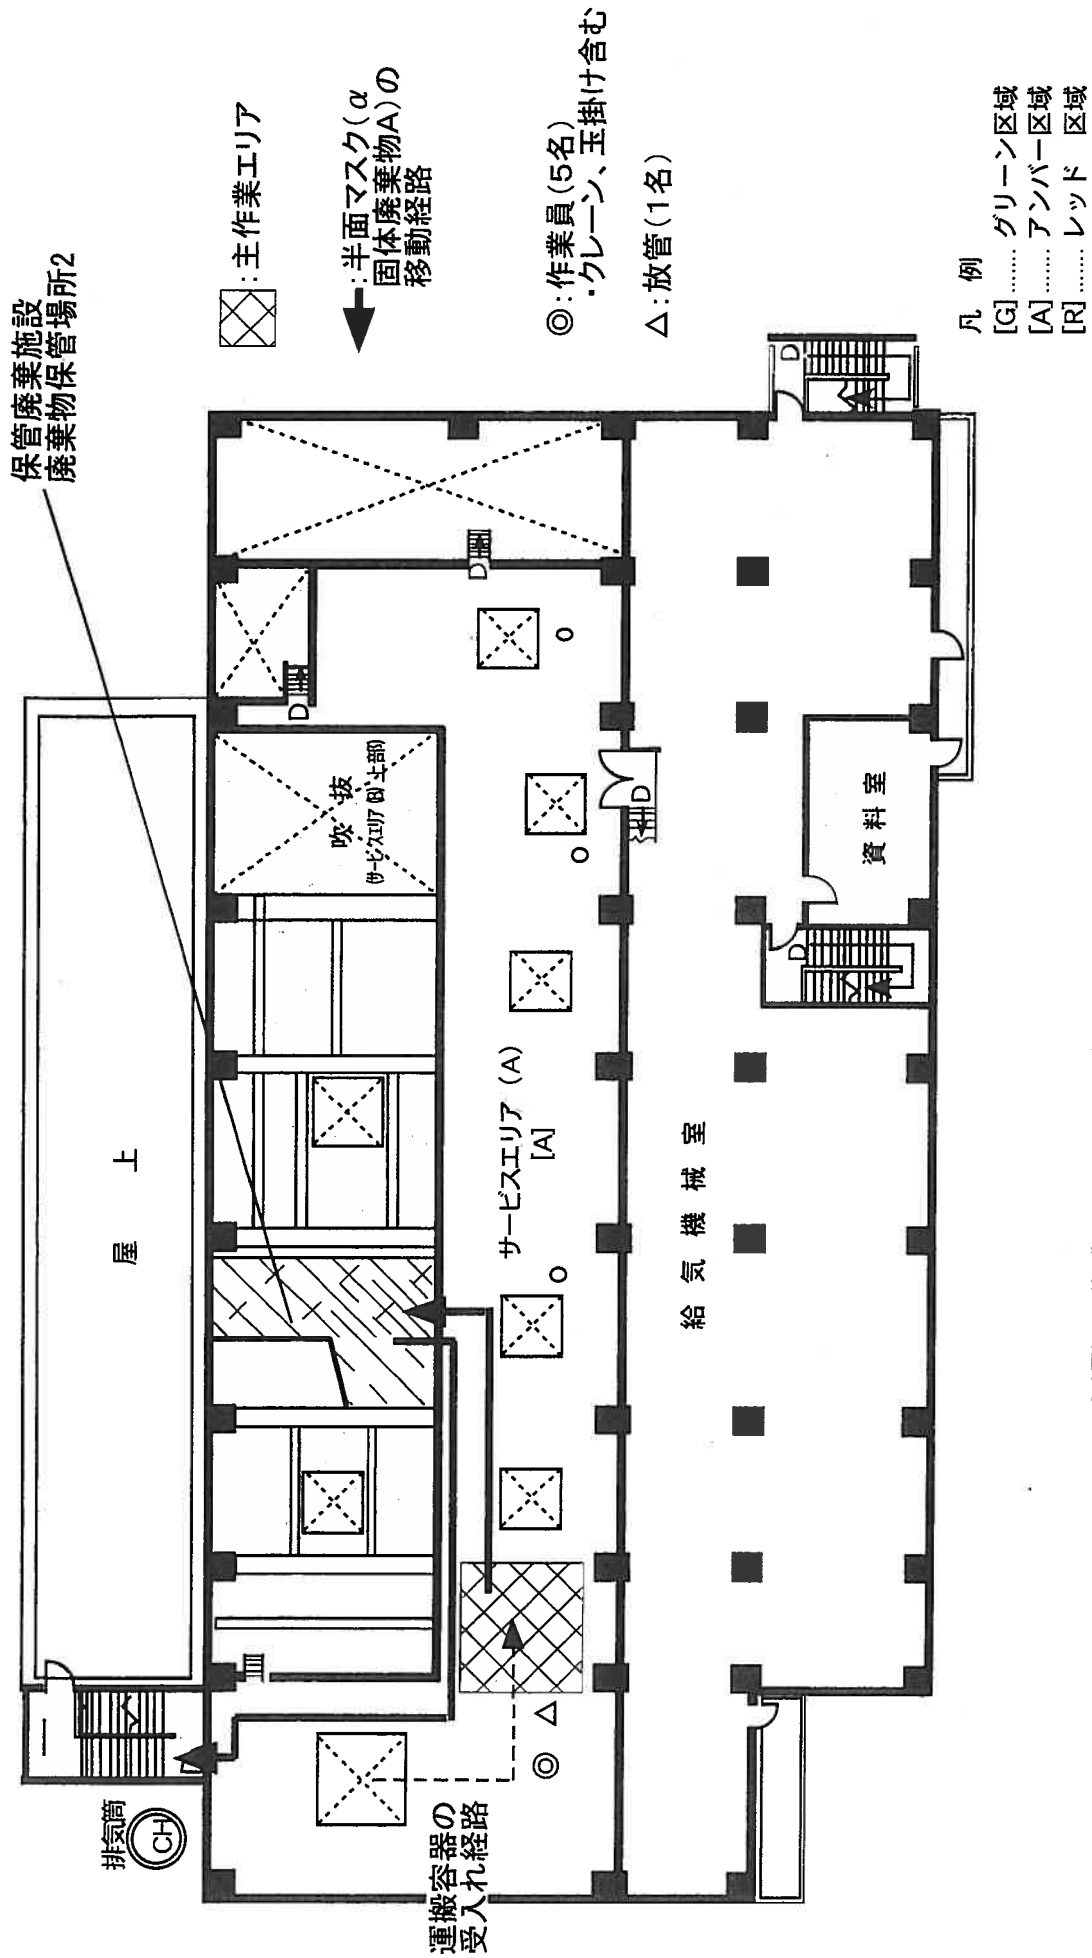 保管廃棄施設
廃棄物保管場所2
:主作業エリア
:半面マスク(α
固体廃棄物A)の
移動経路
◎:作業員(5名)
・クレーン、玉掛け含む
△:放管(1名)
凡 例
[G]........グリーン区域
[A]........アンバー区域
[R]........レッド 区域
屋 上
吹 抜
(サービスエリア(B)上部)
D
D
D
D
D
サービスエリア (A)
[A]
給 気 機 械 室
資 料 室
排気筒
CH
運搬容器の
受入れ経路
◎ △